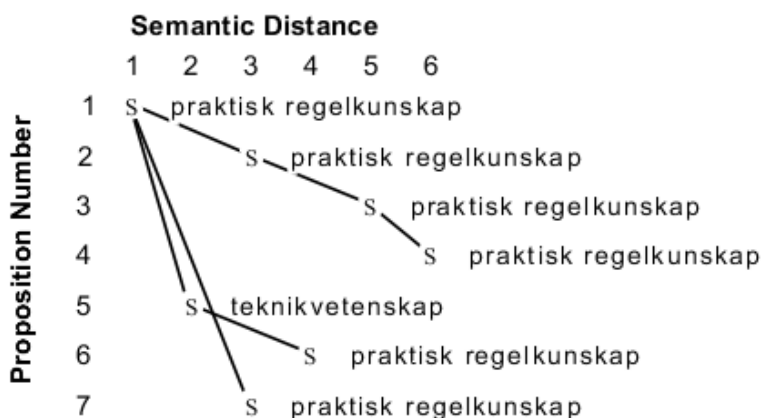 Semantic Distance
1 2 3 4 5 6
Proposition Number
1 S praktisk regelkunskap
2 S praktisk regelkunskap
3 S praktisk regelkunskap
4 S praktisk regelkunskap
5 S teknikvetenskap
6 S praktisk regelkunskap
7 S praktisk regelkunskap